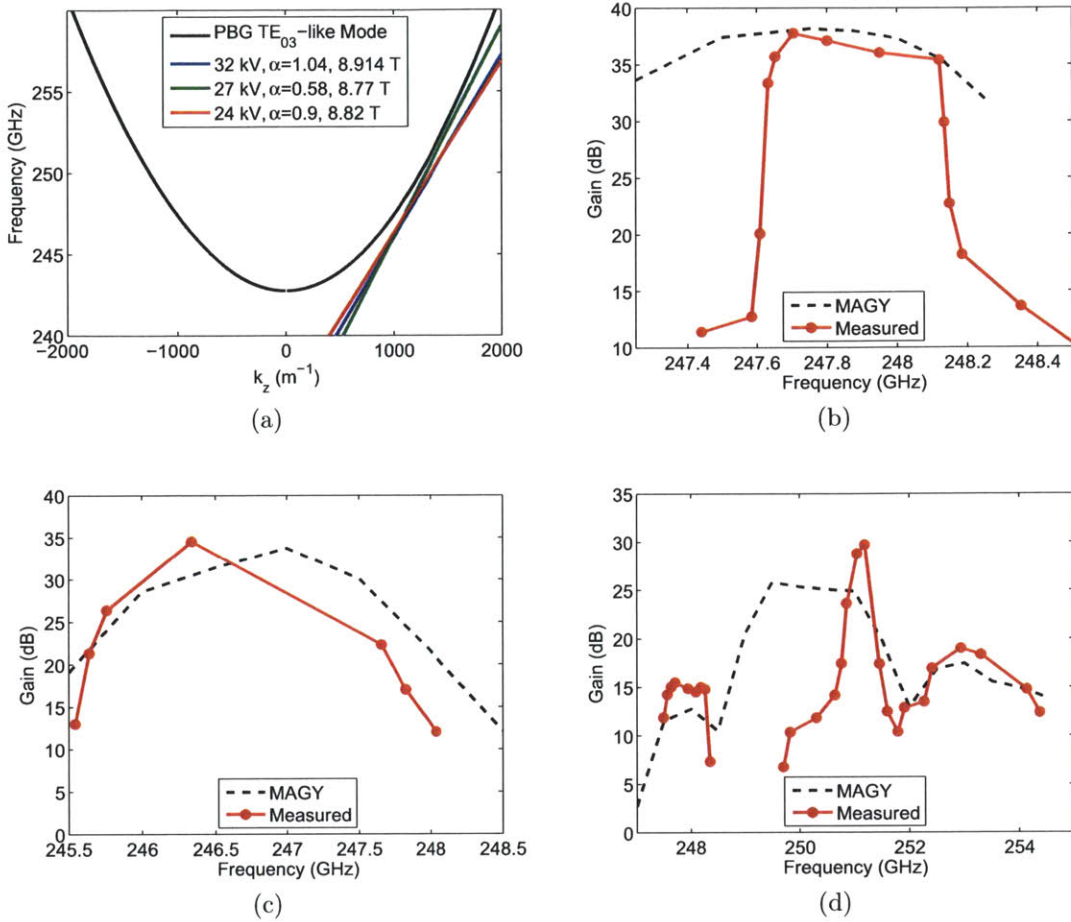 PBG TE03-like Mode
32 kV, α=1.04, 8.914 T
27 kV, α=0.58, 8.77 T
24 kV, α=0.9, 8.82 T
Frequency (GHz)
255
250
245
240
−2000
−1000
0
1000
2000
kz (m−1)
(a)
Gain (dB)
40
35
30
25
20
15
10
MAGY
Measured
247.4
247.6
247.8
248
248.2
248.4
Frequency (GHz)
(b)
Gain (dB)
40
35
30
25
20
15
10
5
0
MAGY
Measured
245.5
246
246.5
247
247.5
248
248.5
Frequency (GHz)
(c)
Gain (dB)
35
30
25
20
15
10
5
0
MAGY
Measured
248
250
252
254
Frequency (GHz)
(d)